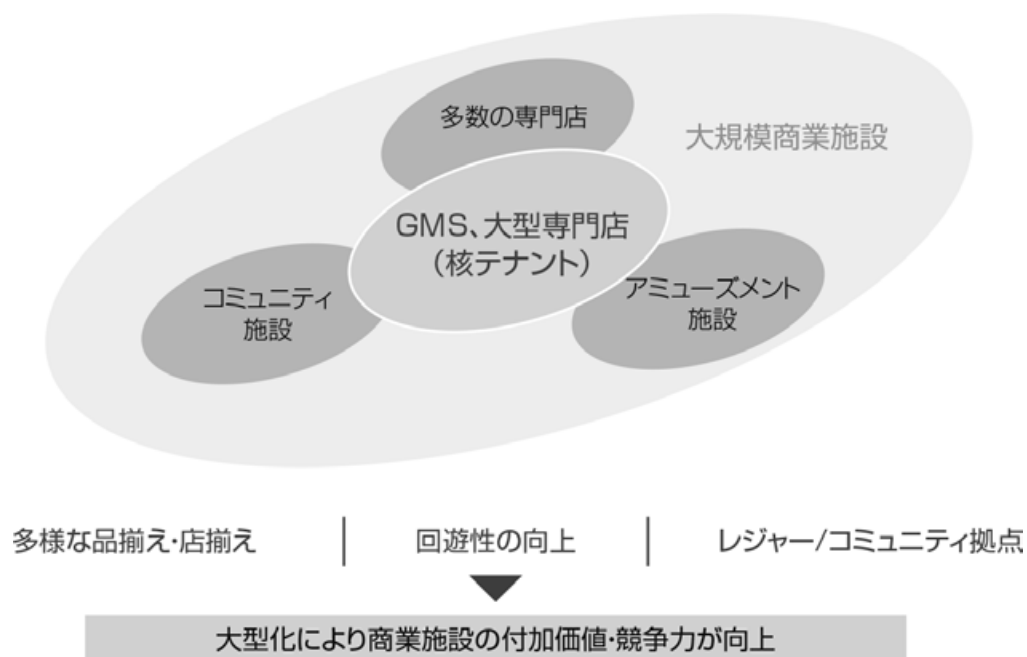 多数の専門店
大規模商業施設
GMS、大型専門店
（核テナント）
コミュニティ
施設
アミューズメント
施設
多様な品揃え・店揃え
回遊性の向上
レジャー/コミュニティ拠点
大型化により商業施設の付加価値・競争力が向上